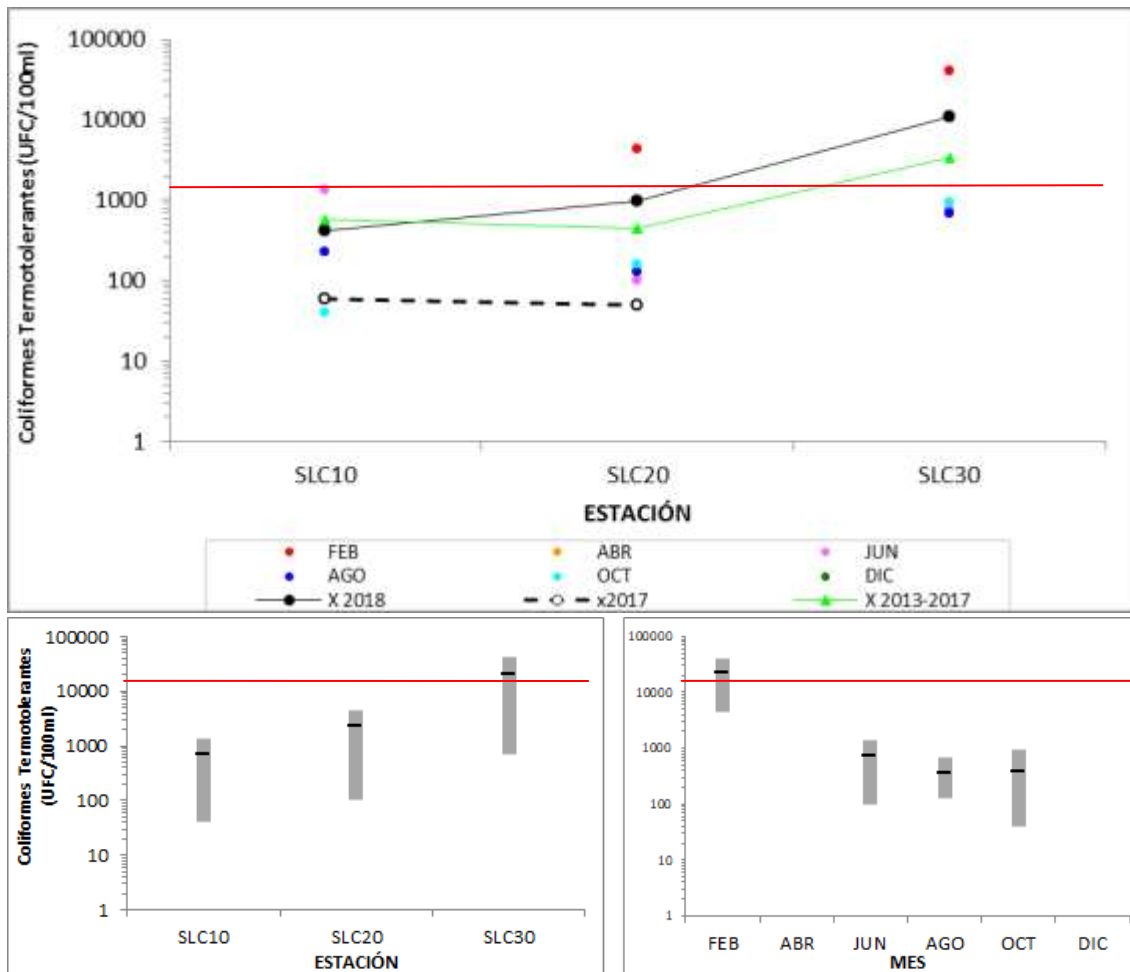 Coliformes Termotolerantes (UFC/100ml)
100000
10000
1000
100
10
1
SLC10 SLC20 SLC30
ESTACIÓN
FEB ABR JUN
AGO OCT DIC
X 2018 x2017 X 2013-2017
Coliformes Termotolerantes
(UFC/100ml)
100000
10000
1000
100
10
1
SLC10 SLC20 SLC30
ESTACIÓN
100000
10000
1000
100
10
1
FEB ABR JUN AGO OCT DIC
MES